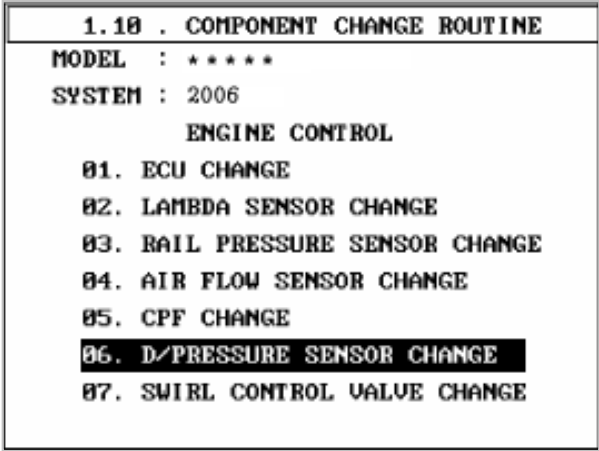 1.10 . COMPONENT CHANGE ROUTINE
MODEL : *****
SYSTEM : 2006
ENGINE CONTROL
01. ECU CHANGE
02. LAMBDA SENSOR CHANGE
03. RAIL PRESSURE SENSOR CHANGE
04. AIR FLOW SENSOR CHANGE
05. CPF CHANGE
06. D/PRESSURE SENSOR CHANGE
07. SWIRL CONTROL VALVE CHANGE